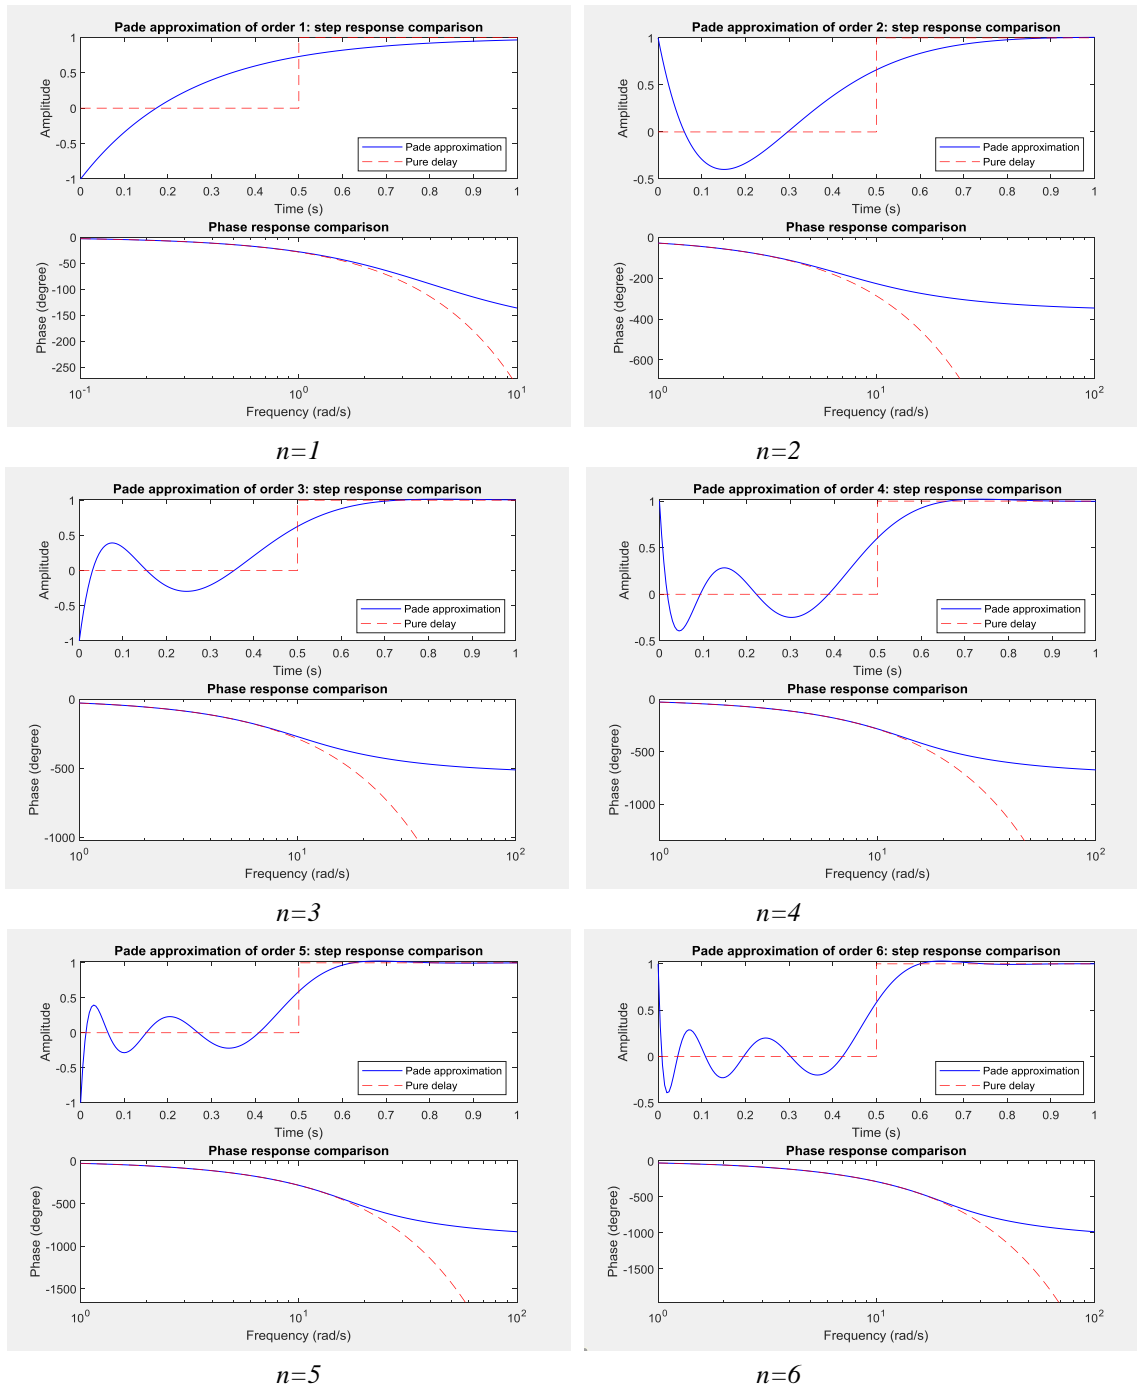 Pade approximation of order 1: step response comparison
Amplitude
1
0.5
0
-0.5
-1
Pade approximation
Pure delay
0 0.1 0.2 0.3 0.4 0.5 0.6 0.7 0.8 0.9 1
Time (s)
Phase response comparison
Phase (degree)
0
-50
-100
-150
-200
-250
10^-1 10^0 10^1
Frequency (rad/s)
n=1
Pade approximation of order 2: step response comparison
Amplitude
1
0.5
0
-0.5
Pade approximation
Pure delay
0 0.1 0.2 0.3 0.4 0.5 0.6 0.7 0.8 0.9 1
Time (s)
Phase response comparison
Phase (degree)
0
-200
-400
-600
10^0 10^1 10^2
Frequency (rad/s)
n=2
Pade approximation of order 3: step response comparison
Amplitude
1
0.5
0
-0.5
-1
Pade approximation
Pure delay
0 0.1 0.2 0.3 0.4 0.5 0.6 0.7 0.8 0.9 1
Time (s)
Phase response comparison
Phase (degree)
0
-500
-1000
10^0 10^1 10^2
Frequency (rad/s)
n=3
Pade approximation of order 4: step response comparison
Amplitude
1
0.5
0
-0.5
Pade approximation
Pure delay
0 0.1 0.2 0.3 0.4 0.5 0.6 0.7 0.8 0.9 1
Time (s)
Phase response comparison
Phase (degree)
0
-500
-1000
10^0 10^1 10^2
Frequency (rad/s)
n=4
Pade approximation of order 5: step response comparison
Amplitude
1
0.5
0
-0.5
-1
Pade approximation
Pure delay
0 0.1 0.2 0.3 0.4 0.5 0.6 0.7 0.8 0.9 1
Time (s)
Phase response comparison
Phase (degree)
0
-500
-1000
-1500
10^0 10^1 10^2
Frequency (rad/s)
n=5
Pade approximation of order 6: step response comparison
Amplitude
1
0.5
0
-0.5
Pade approximation
Pure delay
0 0.1 0.2 0.3 0.4 0.5 0.6 0.7 0.8 0.9 1
Time (s)
Phase response comparison
Phase (degree)
0
-500
-1000
-1500
10^0 10^1 10^2
Frequency (rad/s)
n=6